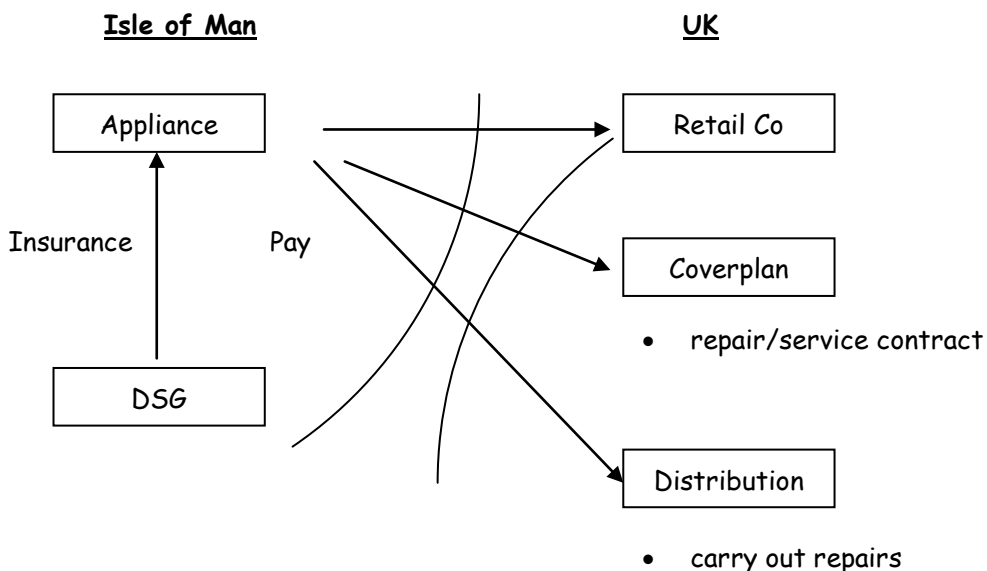 Isle of Man
UK
Appliance
Retail Co
Insurance
Pay
Coverplan
• repair/service contract
DSG
Distribution
• carry out repairs